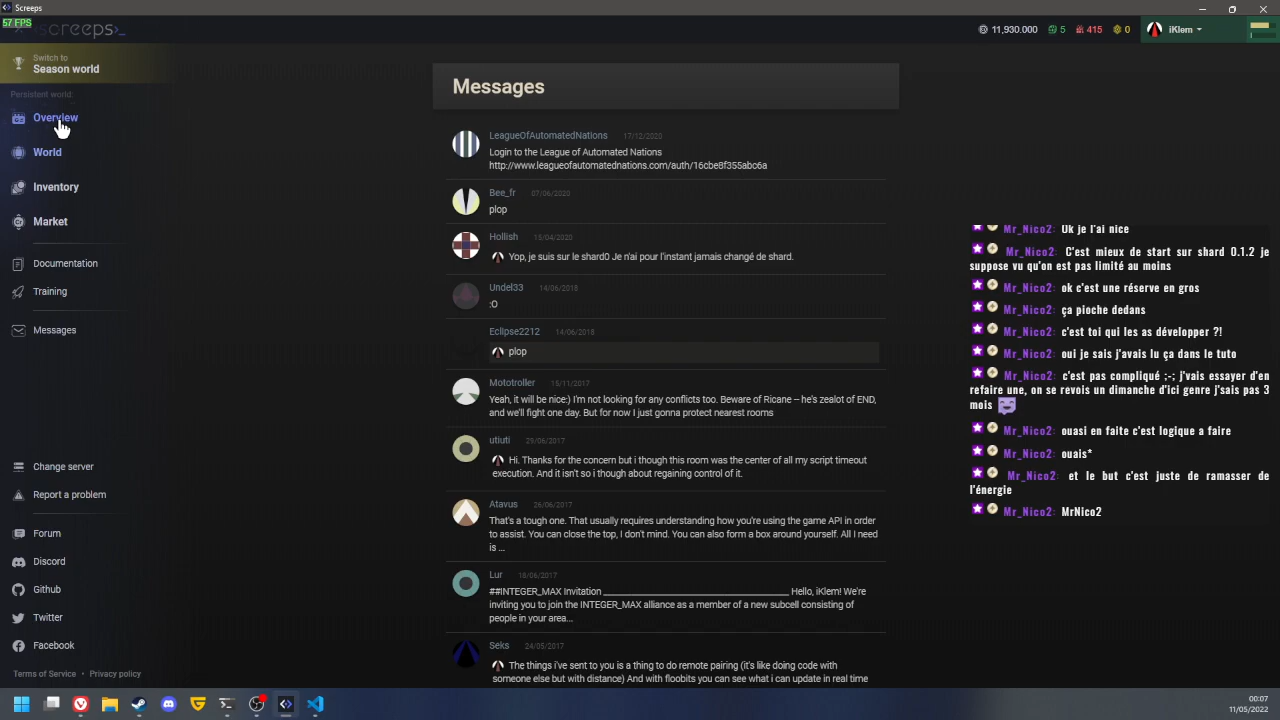 Screeps
57 FPS
screeps
11,930.000
5
415
0
iKlem
Switch to
Season world
Persistent world:
Overview
World
Inventory
Market
Documentation
Training
Messages
Change server
Report a problem
Forum
Discord
Github
Twitter
Facebook
Terms of Service • Privacy policy
Messages
LeagueOfAutomatedNations 17/12/2020
Login to the League of Automated Nations
http://www.leagueofautomatednations.com/auth/16cbe8f355abc6a
Bee_fr 07/06/2020
plop
Hollish 15/04/2020
Yop, je suis sur le shard0 Je n'ai pour l'instant jamais changé de shard.
Undel33 14/06/2018
:O
Eclipse2212 14/06/2018
plop
Mototroller 15/11/2017
Yeah, it will be nice:) I'm not looking for any conflicts too. Beware of Ricane – he's zealot of END,
and we'll fight one day. But for now I just gonna protect nearest rooms
utiuti 29/06/2017
Hi. Thanks for the concern but i though this room was the center of all my script timeout
execution. And it isn't so i though about regaining control of it.
Atavus 26/06/2017
That's a tough one. That usually requires understanding how you're using the game API in order
to assist. You can close the top, I don't mind. You can also form a box around yourself. All I need
is ...
Lur 18/06/2017
##INTEGER_MAX Invitation ________________________________________ Hello, iKlem! We're
inviting you to join the INTEGER_MAX alliance as a member of a new subcell consisting of
people in your area...
Seks 24/05/2017
The things i've sent to you is a thing to do remote pairing (it's like doing code with
someone else but with distance) And with floobits you can see what i can update in real time
Mr_Nico2: Ok je l'ai nice
Mr_Nico2: C'est mieux de start sur shard 0.1.2 je
suppose vu qu'on est pas limité au moins
Mr_Nico2: ok c'est une réserve en gros
Mr_Nico2: ça pioche dedans
Mr_Nico2: c'est toi qui les as développer ?!
Mr_Nico2: oui je sais j'avais lu ça dans le tuto
Mr_Nico2: c'est pas compliqué ;-; j'vais essayer d'en
refaire une, on se revois un dimanche d'ici genre j'sais pas 3
mois
Mr_Nico2: ouasi en faite c'est logique a faire
Mr_Nico2: ouais*
Mr_Nico2: et le but c'est juste de ramasser de
l'énergie
Mr_Nico2: MrNico2
00:07
11/05/2022